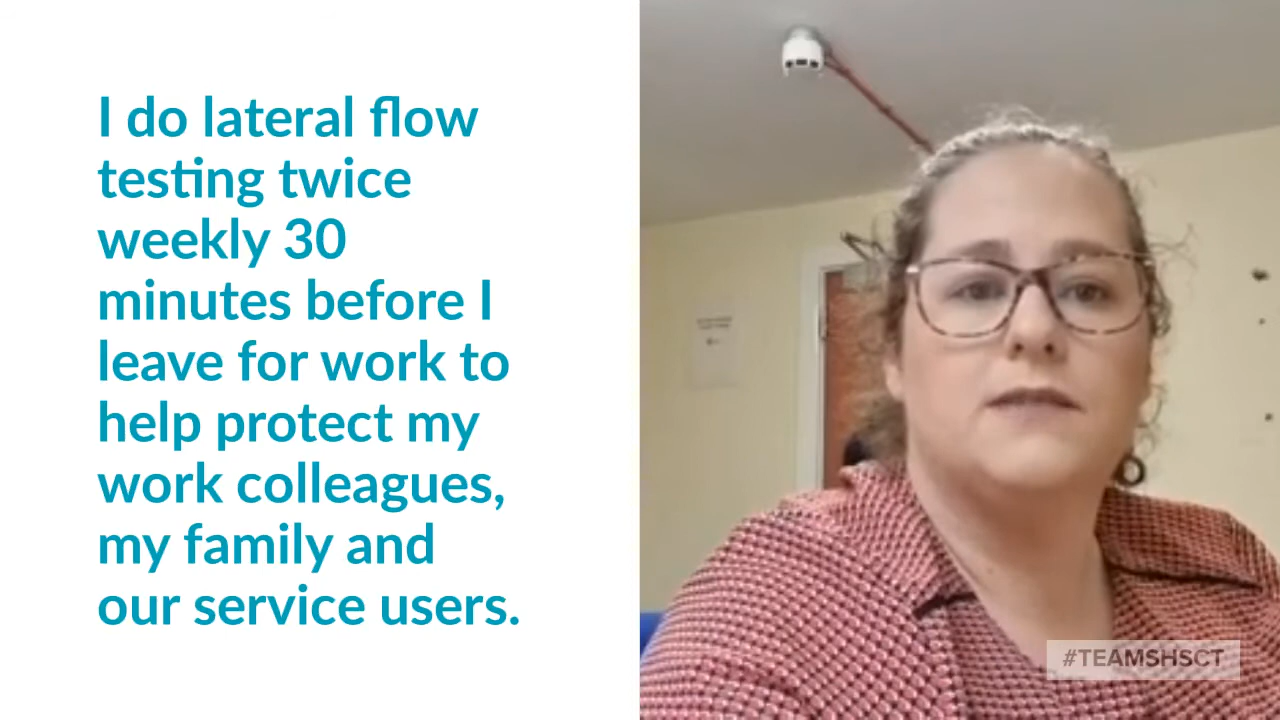 I do lateral flow
testing twice
weekly 30
minutes before I
leave for work to
help protect my
work colleagues,
my family and
our service users.
#TEAMSHSCT